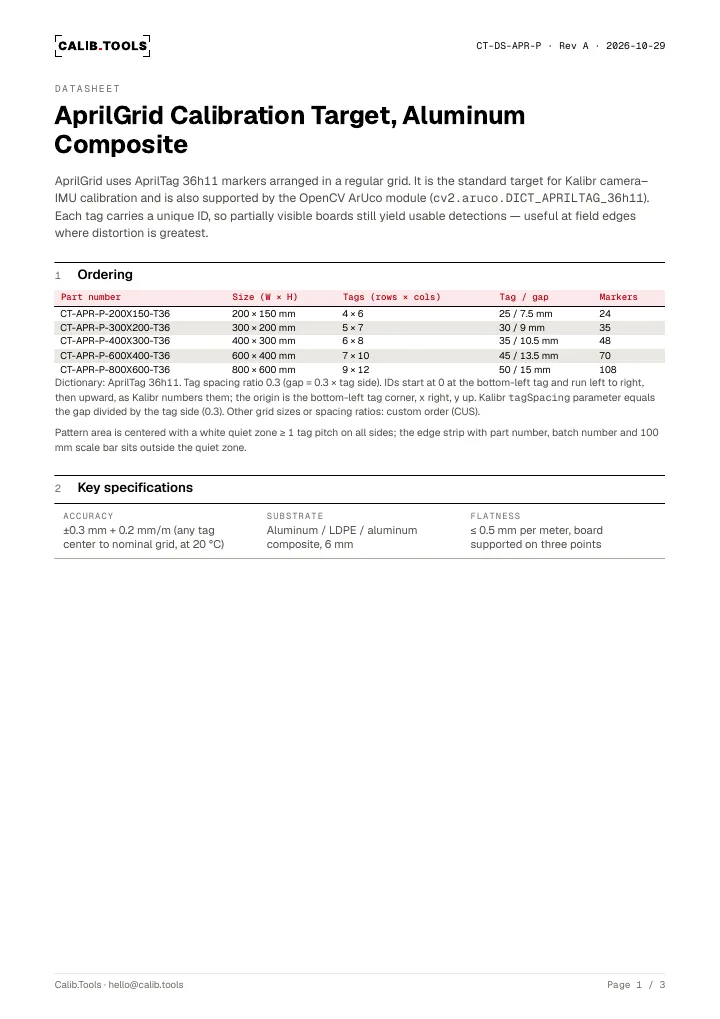 CALIB.TOOLS
CT-DS-APR-P · Rev A · 2026-10-29
DATASHEET
AprilGrid Calibration Target, Aluminum
Composite
AprilGrid uses AprilTag 36h11 markers arranged in a regular grid. It is the standard target for Kalibr camera–
IMU calibration and is also supported by the OpenCV ArUco module (cv2.aruco.DICT_APRILTAG_36h11).
Each tag carries a unique ID, so partially visible boards still yield usable detections — useful at field edges
where distortion is greatest.
1 Ordering
Part number Size (W × H) Tags (rows × cols) Tag / gap Markers
CT-APR-P-200X150-T36 200 × 150 mm 4 × 6 25 / 7.5 mm 24
CT-APR-P-300X200-T36 300 × 200 mm 5 × 7 30 / 9 mm 35
CT-APR-P-400X300-T36 400 × 300 mm 6 × 8 35 / 10.5 mm 48
CT-APR-P-600X400-T36 600 × 400 mm 7 × 10 45 / 13.5 mm 70
CT-APR-P-800X600-T36 800 × 600 mm 9 × 12 50 / 15 mm 108
Dictionary: AprilTag 36h11. Tag spacing ratio 0.3 (gap = 0.3 × tag side). IDs start at 0 at the bottom-left tag and run left to right,
then upward, as Kalibr numbers them; the origin is the bottom-left tag corner, x right, y up. Kalibr tagSpacing parameter equals
the gap divided by the tag side (0.3). Other grid sizes or spacing ratios: custom order (CUS).
Pattern area is centered with a white quiet zone ≥ 1 tag pitch on all sides; the edge strip with part number, batch number and 100
mm scale bar sits outside the quiet zone.
2 Key specifications
ACCURACY SUBSTRATE FLATNESS
±0.3 mm + 0.2 mm/m (any tag Aluminum / LDPE / aluminum ≤ 0.5 mm per meter, board
center to nominal grid, at 20 °C) composite, 6 mm supported on three points
Calib.Tools · hello@calib.tools
Page 1 / 3